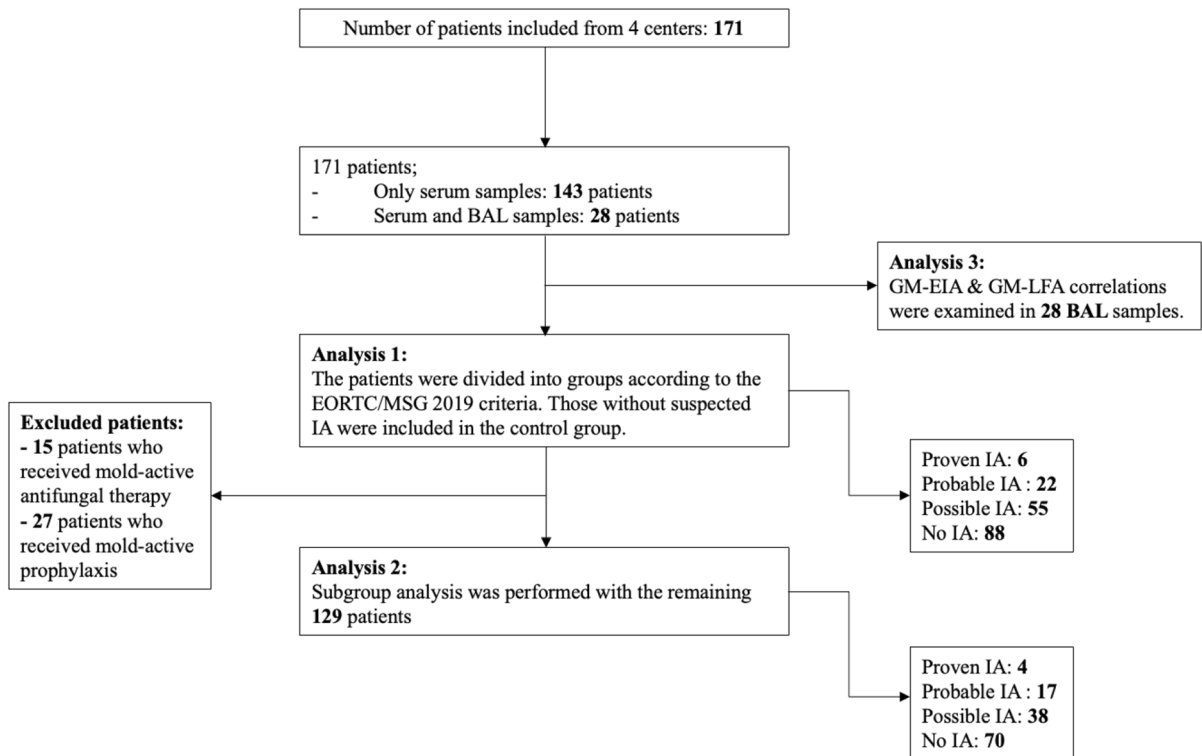 Number of patients included from 4 centers: 171
171 patients;
- Only serum samples: 143 patients
- Serum and BAL samples: 28 patients
Analysis 3:
GM-EIA & GM-LFA correlations
were examined in 28 BAL samples.
Analysis 1:
The patients were divided into groups according to the
EORTC/MSG 2019 criteria. Those without suspected
IA were included in the control group.
Excluded patients:
- 15 patients who
received mold-active
antifungal therapy
- 27 patients who
received mold-active
prophylaxis
Proven IA: 6
Probable IA : 22
Possible IA: 55
No IA: 88
Analysis 2:
Subgroup analysis was performed with the remaining
129 patients
Proven IA: 4
Probable IA : 17
Possible IA: 38
No IA: 70